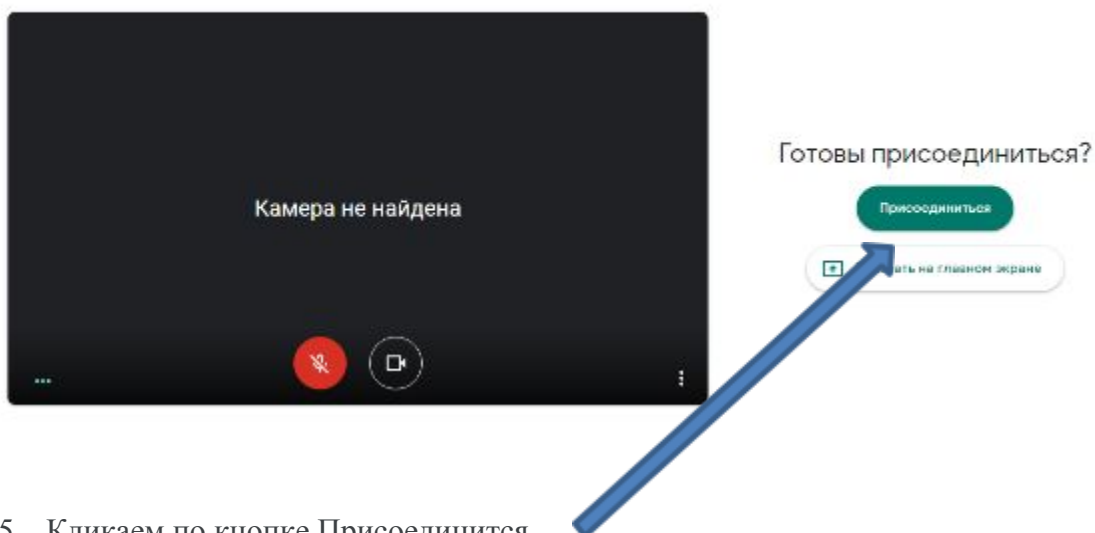 Готовы присоединиться?
Камера не найдена
Присоединиться
на главном экране
5. Кликаем по кнопке Присоединится